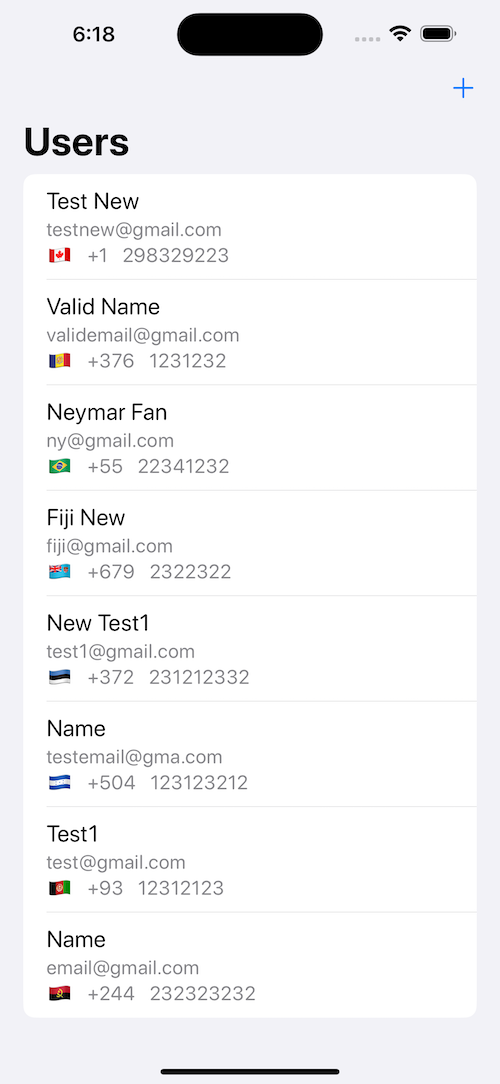 6:18
Users
Test New
testnew@gmail.com
+1 298329223
Valid Name
validemail@gmail.com
+376 1231232
Neymar Fan
ny@gmail.com
+55 22341232
Fiji New
fiji@gmail.com
+679 2322322
New Test1
test1@gmail.com
+372 231212332
Name
testemail@gma.com
+504 123123212
Test1
test@gmail.com
+93 12312123
Name
email@gmail.com
+244 232323232